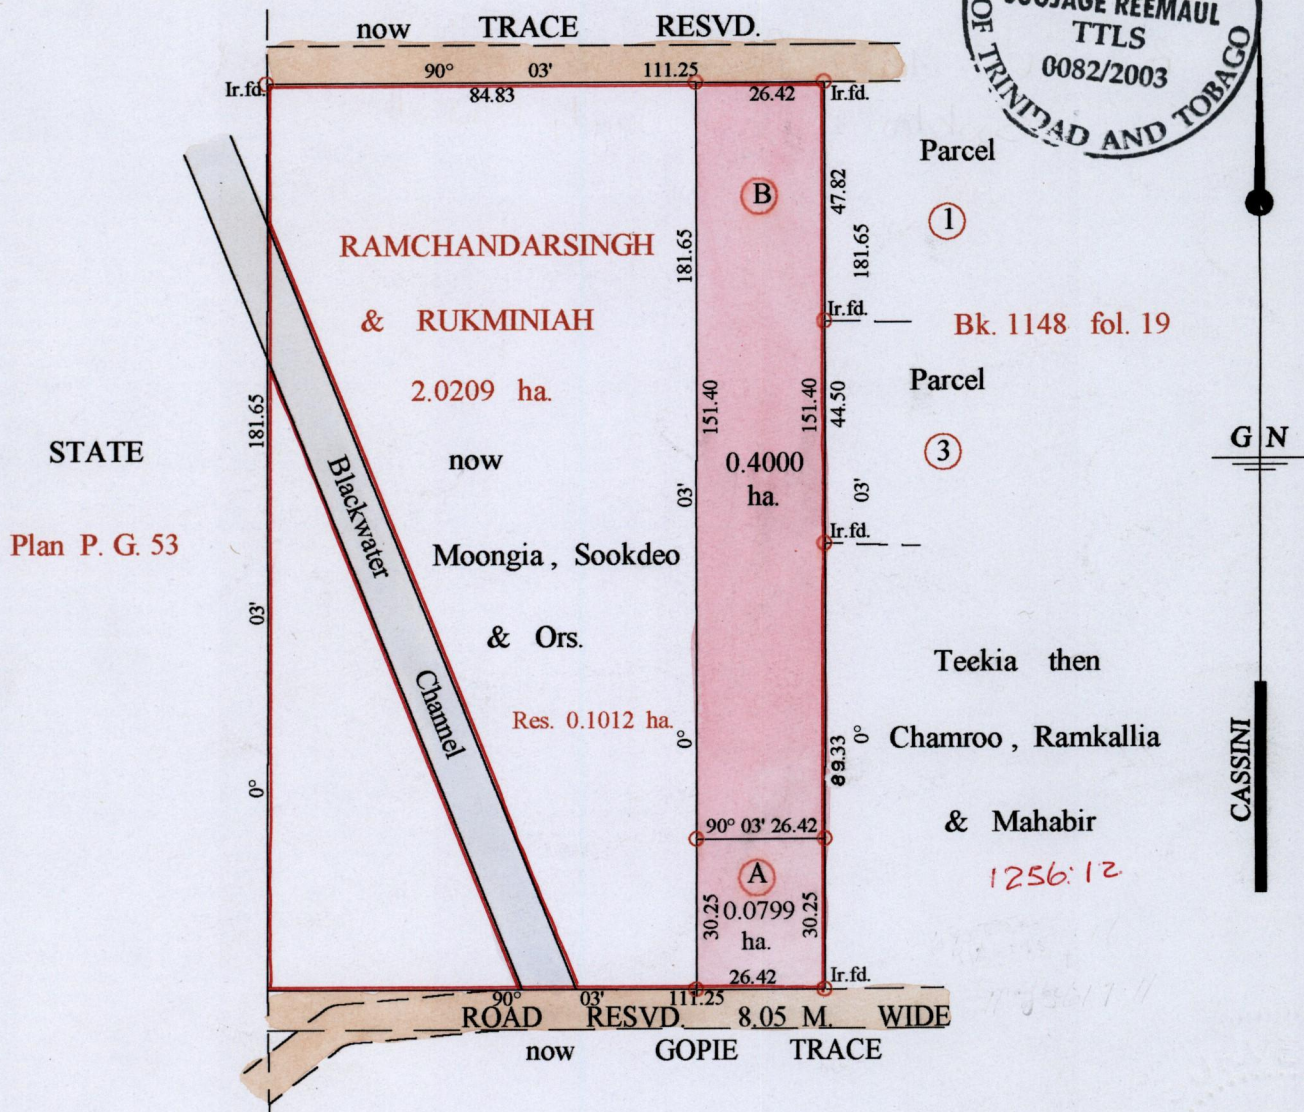 now TRACE RESVD.
SOOJAGE REEMAUL
TTLS
0082/2003
OF TRINIDAD AND TOBAGO
90° 03' 111.25
Ir.fd.
84.83
26.42
Ir.fd.
Parcel
1
B
47.82
181.65
181.65
RAMCHANDARSINGH
& RUKMINIAH
2.0209 ha.
now
Moongia , Sookdeo
& Ors.
Res. 0.1012 ha.
Ir.fd.
Bk. 1148 fol. 19
Parcel
3
151.40
151.40
44.50
181.65
STATE
Plan P. G. 53
0.4000
ha.
G N
03'
03'
03'
Ir.fd.
Blackwater
Channel
Teekia then
Chamroo , Ramkallia
& Mahabir
1256:12
CASSINI
0°
0°
0°
89.33
90° 03' 26.42
A
0.0799
ha.
30.25
30.25
26.42
Ir.fd.
90° 03' 111.25
ROAD RESVD. 8.05 M. WIDE
now GOPIE TRACE